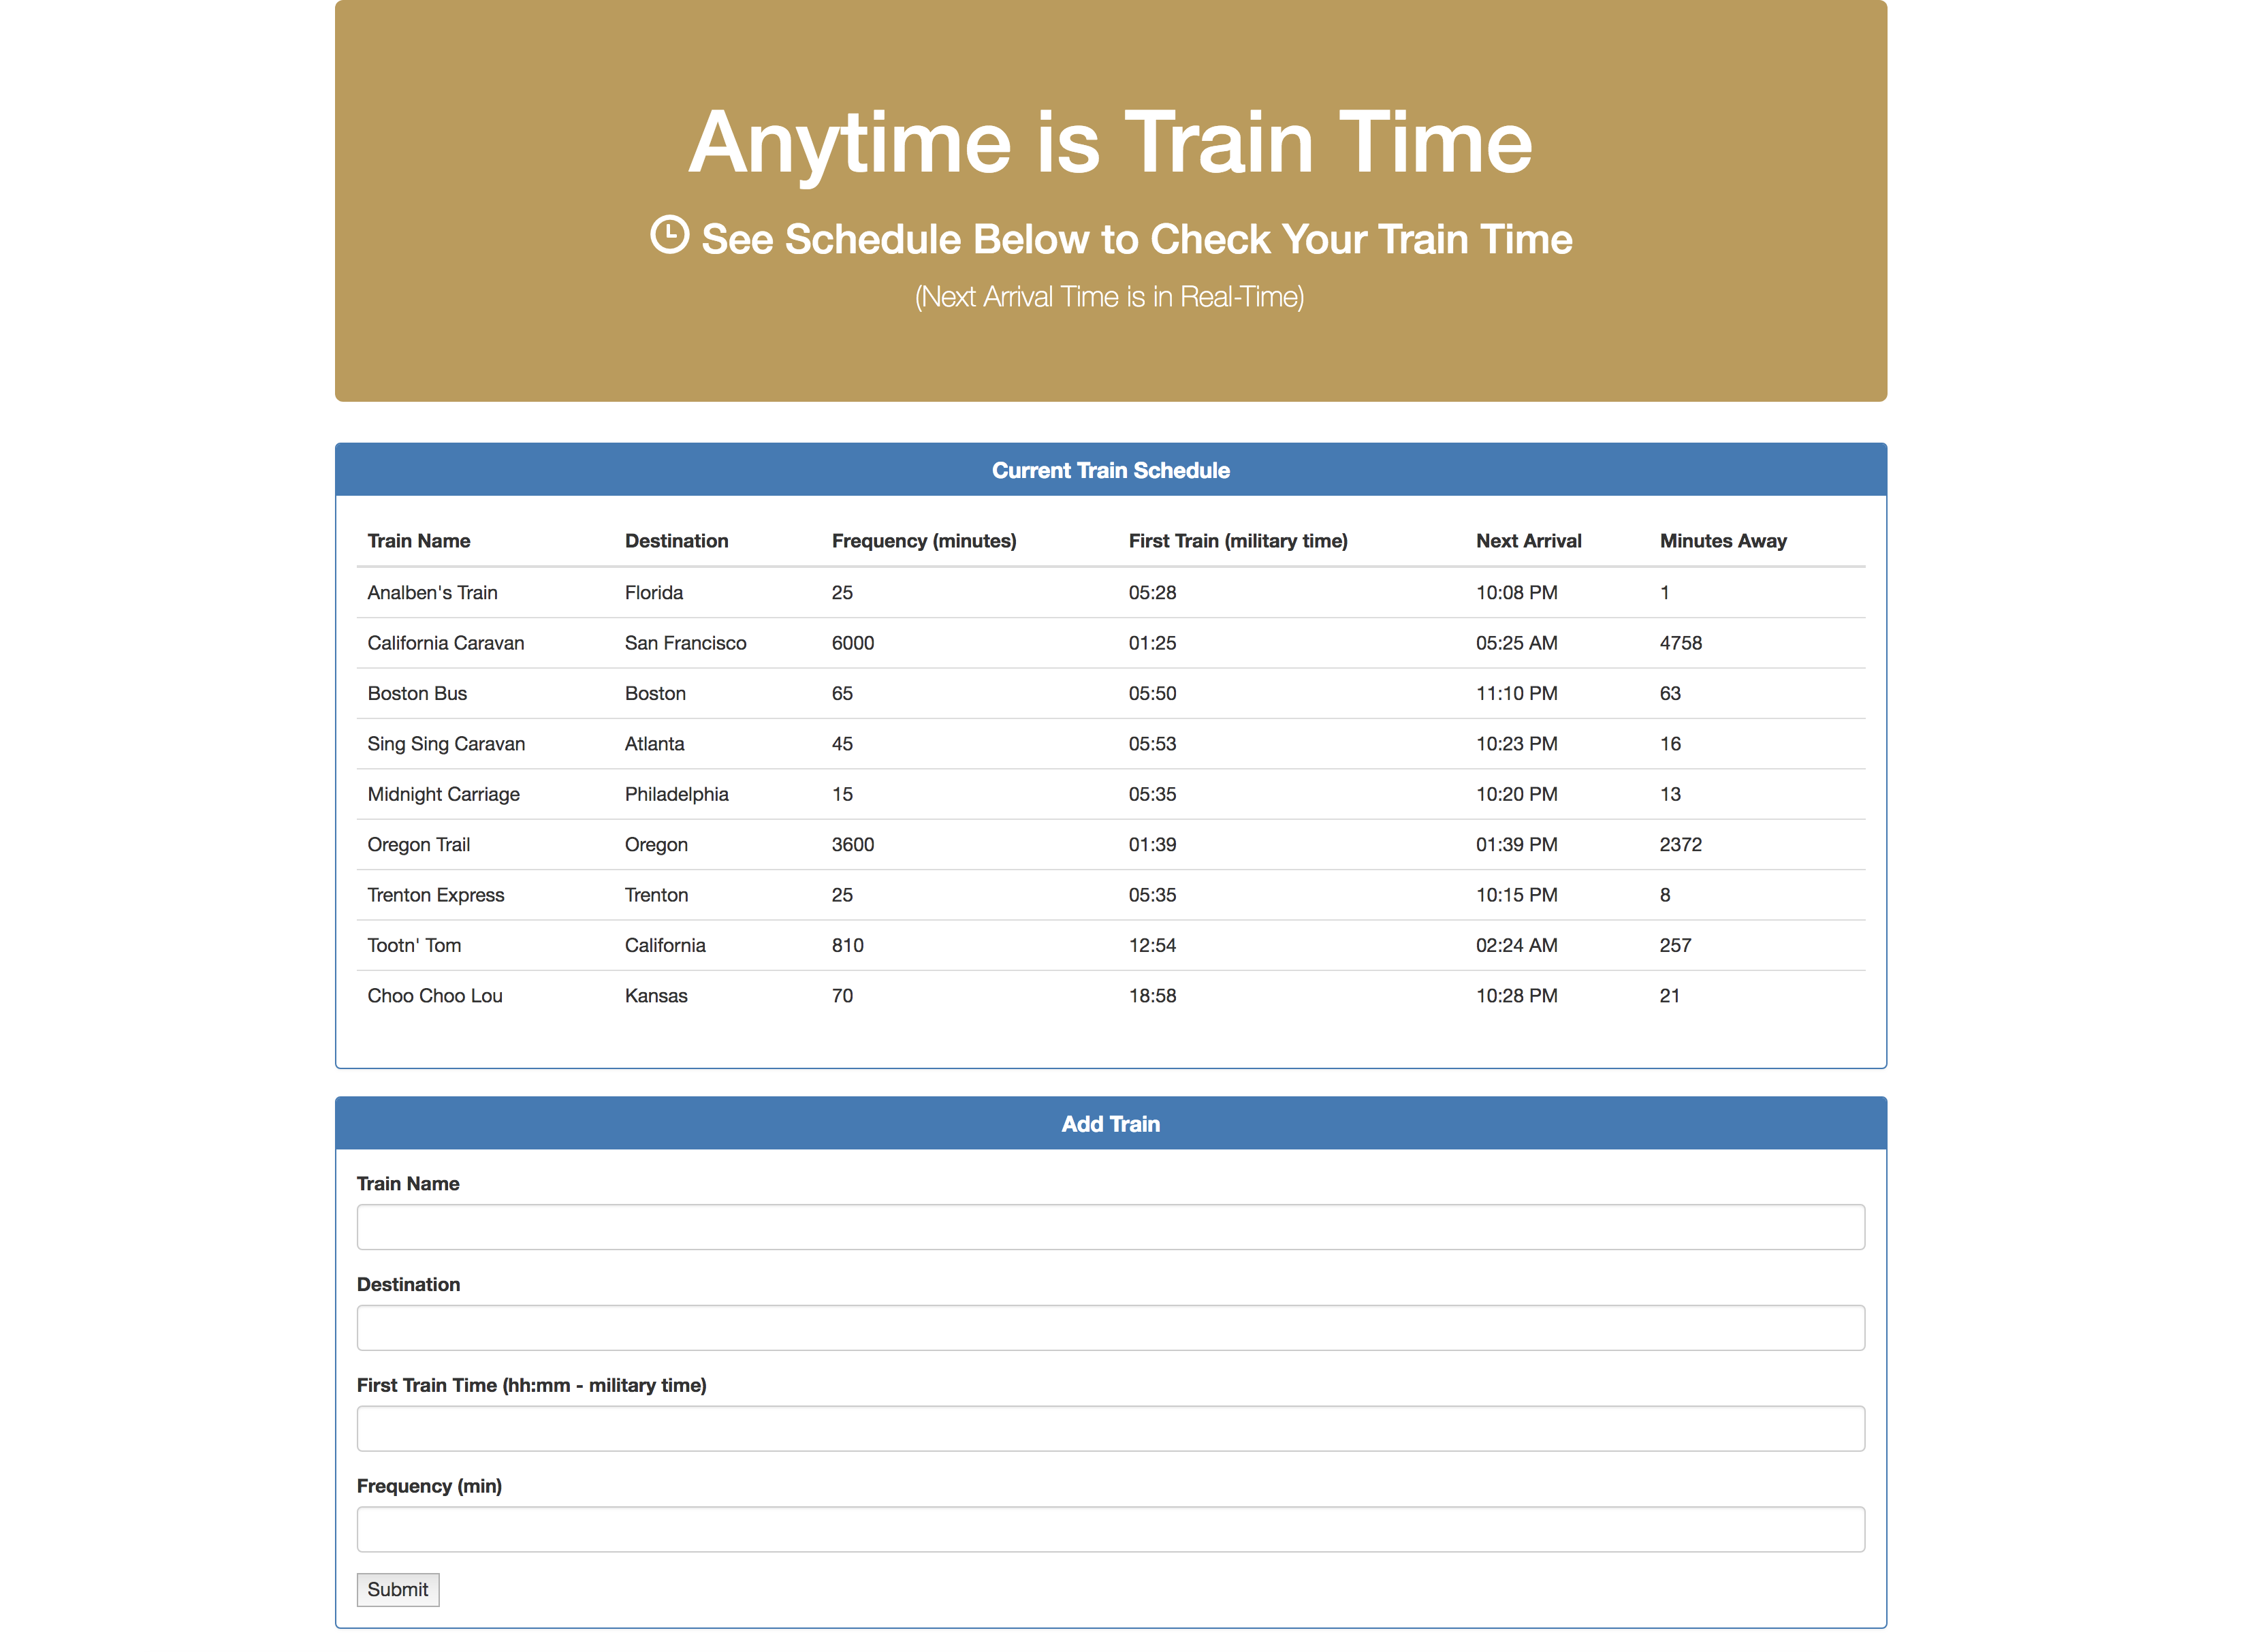 Anytime is Train Time
See Schedule Below to Check Your Train Time
(Next Arrival Time is in Real-Time)
Current Train Schedule
Train Name Destination Frequency (minutes) First Train (military time) Next Arrival Minutes Away
Analben's Train Florida 25 05:28 10:08 PM 1
California Caravan San Francisco 6000 01:25 05:25 AM 4758
Boston Bus Boston 65 05:50 11:10 PM 63
Sing Sing Caravan Atlanta 45 05:53 10:23 PM 16
Midnight Carriage Philadelphia 15 05:35 10:20 PM 13
Oregon Trail Oregon 3600 01:39 01:39 PM 2372
Trenton Express Trenton 25 05:35 10:15 PM 8
Tootn' Tom California 810 12:54 02:24 AM 257
Choo Choo Lou Kansas 70 18:58 10:28 PM 21
Add Train
Train Name
Destination
First Train Time (hh:mm - military time)
Frequency (min)
Submit